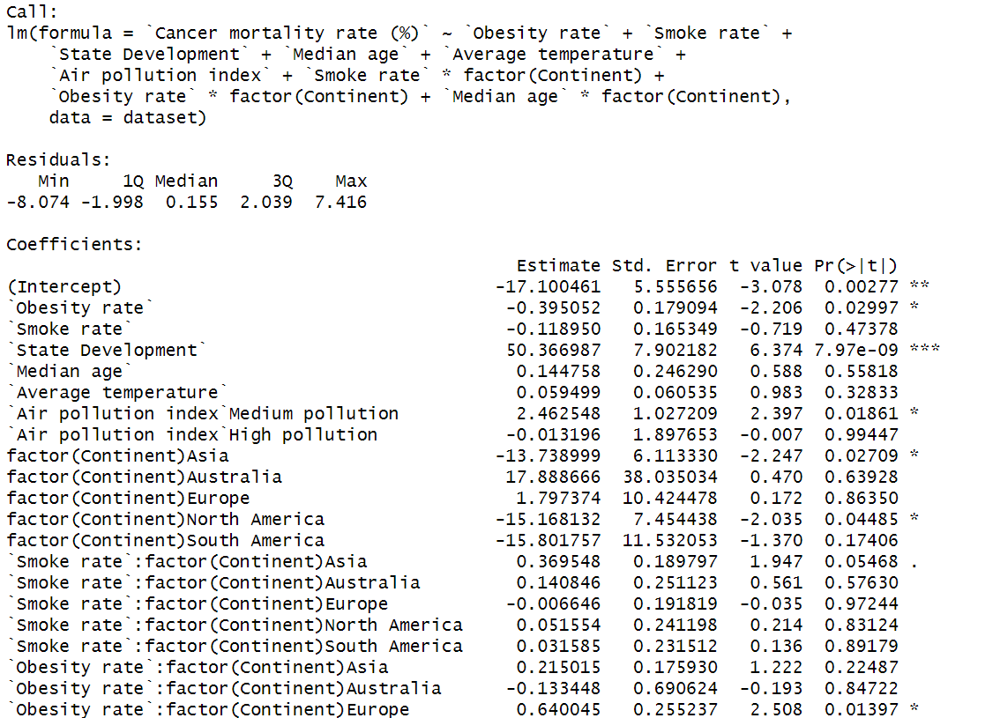 Call:
lm(formula = `Cancer mortality rate (%)` ~ `Obesity rate` + `Smoke rate` +
    `State Development` + `Median age` + `Average temperature` +
    `Air pollution index` + `Smoke rate` * factor(Continent) +
    `Obesity rate` * factor(Continent) + `Median age` * factor(Continent),
    data = dataset)

Residuals:
   Min     1Q Median     3Q    Max
-8.074 -1.998  0.155  2.039  7.416

Coefficients:
                                                Estimate Std. Error t value Pr(>|t|)
(Intercept)                                   -17.100461   5.555656  -3.078  0.00277 **
`Obesity rate`                                 -0.395052   0.179094  -2.206  0.02997 *
`Smoke rate`                                   -0.118950   0.165349  -0.719  0.47378
`State Development`                            50.366987   7.902182   6.374 7.97e-09 ***
`Median age`                                    0.144758   0.246290   0.588  0.55818
`Average temperature`                           0.059499   0.060535   0.983  0.32833
`Air pollution index`Medium pollution           2.462548   1.027209   2.397  0.01861 *
`Air pollution index`High pollution            -0.013196   1.897653  -0.007  0.99447
factor(Continent)Asia                         -13.738999   6.113330  -2.247  0.02709 *
factor(Continent)Australia                     17.888666  38.035034   0.470  0.63928
factor(Continent)Europe                         1.797374  10.424478   0.172  0.86350
factor(Continent)North America                -15.168132   7.454438  -2.035  0.04485 *
factor(Continent)South America                -15.801757  11.532053  -1.370  0.17406
`Smoke rate`:factor(Continent)Asia              0.369548   0.189797   1.947  0.05468 .
`Smoke rate`:factor(Continent)Australia         0.140846   0.251123   0.561  0.57630
`Smoke rate`:factor(Continent)Europe           -0.006646   0.191819  -0.035  0.97244
`Smoke rate`:factor(Continent)North America     0.051554   0.241198   0.214  0.83124
`Smoke rate`:factor(Continent)South America     0.031585   0.231512   0.136  0.89179
`Obesity rate`:factor(Continent)Asia            0.215015   0.175930   1.222  0.22487
`Obesity rate`:factor(Continent)Australia      -0.133448   0.690624  -0.193  0.84722
`Obesity rate`:factor(Continent)Europe          0.640045   0.255237   2.508  0.01397 *